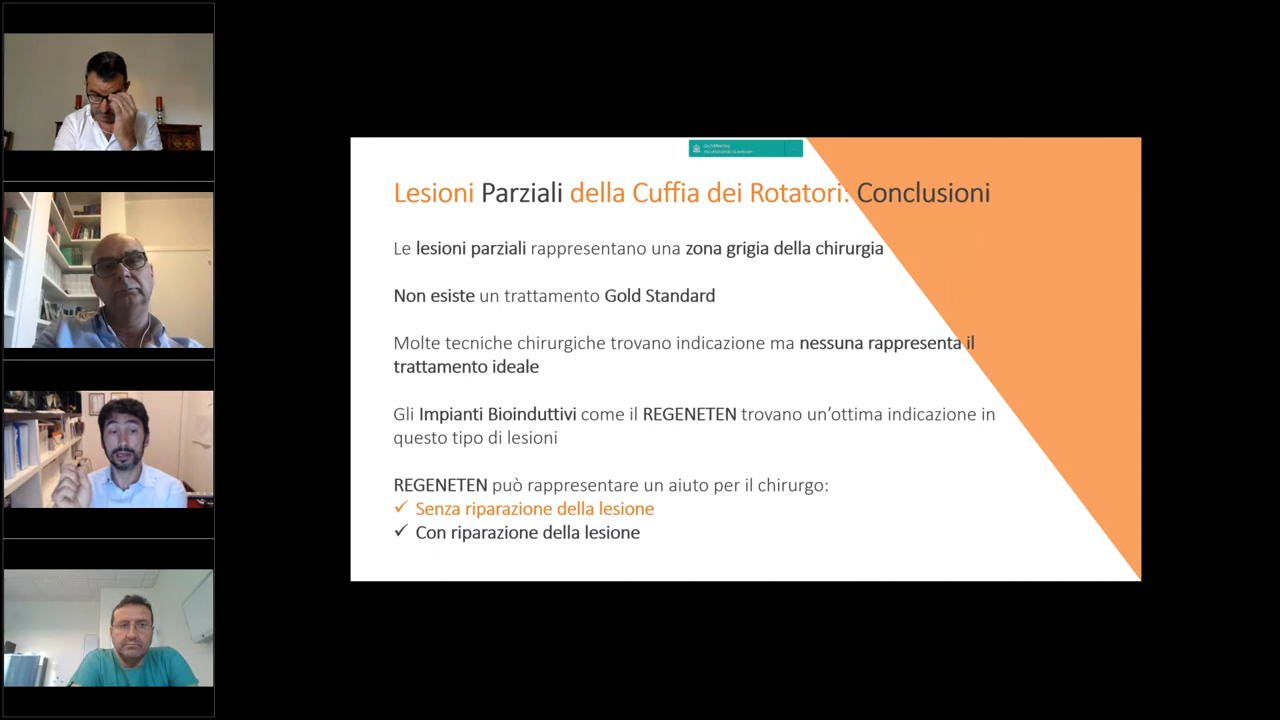 Lesioni Parziali della Cuffia dei Rotatori: Conclusioni
Le lesioni parziali rappresentano una zona grigia della chirurgia
Non esiste un trattamento Gold Standard
Molte tecniche chirurgiche trovano indicazione ma nessuna rappresenta il
trattamento ideale
Gli Impianti Bioinduttivi come il REGENETEN trovano un’ottima indicazione in
questo tipo di lesioni
REGENETEN può rappresentare un aiuto per il chirurgo:
✓ Senza riparazione della lesione
✓ Con riparazione della lesione